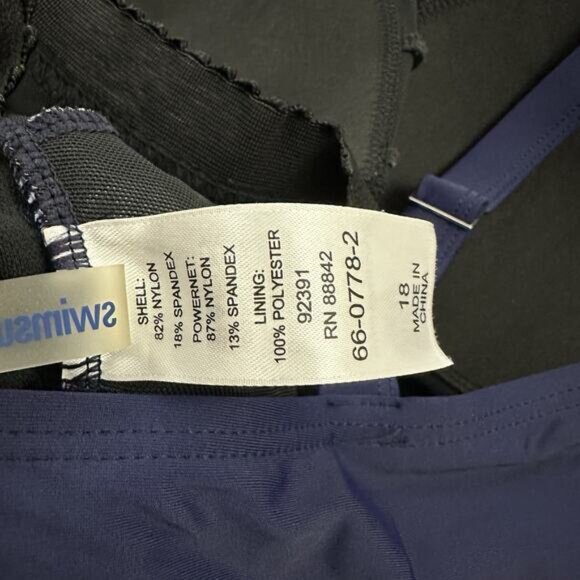 SHELL:
82% NYLON
18% SPANDEX
POWERNET:
87% NYLON
13% SPANDEX
LINING:
100% POLYESTER
92391
RN 88842
66-0778-2
18
MADE IN
CHINA
swimsu